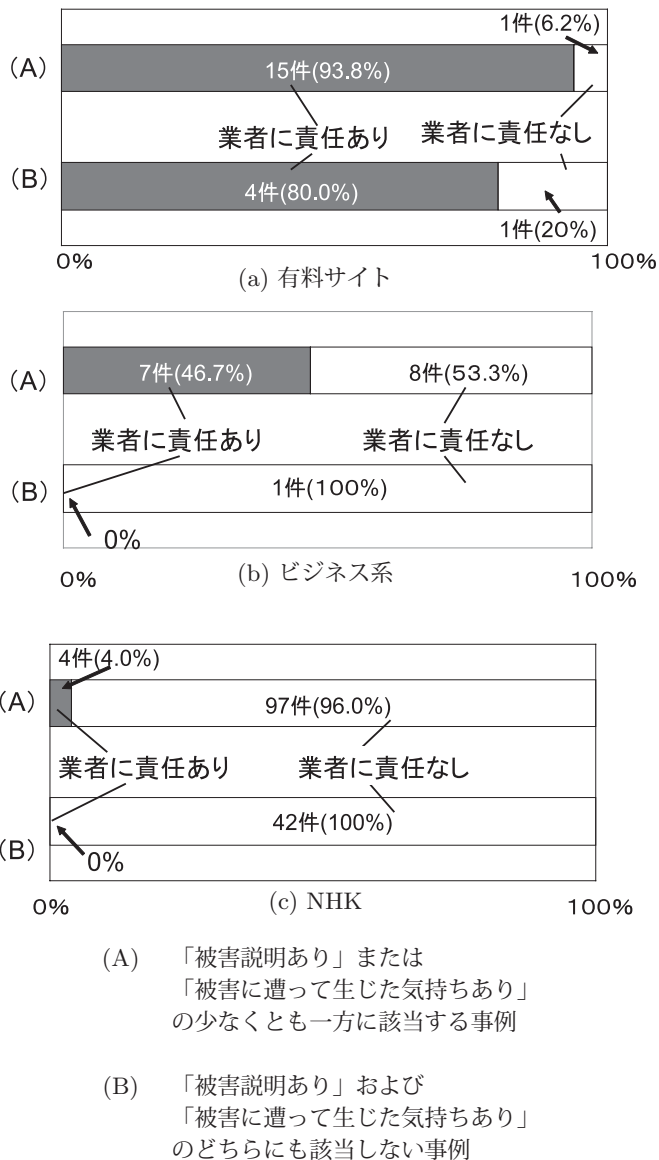 1件(6.2%)
(A)
15件(93.8%)
業者に責任あり
業者に責任なし
(B)
4件(80.0%)
1件(20%)
0%
100%
(a) 有料サイト
(A)
7件(46.7%)
8件(53.3%)
業者に責任あり
業者に責任なし
(B)
1件(100%)
0%
0%
100%
(b) ビジネス系
4件(4.0%)
(A)
97件(96.0%)
業者に責任あり
業者に責任なし
42件(100%)
(B)
0%
0%
100%
(c) NHK
(A) 「被害説明あり」または
「被害に遭って生じた気持ちあり」
の少なくとも一方に該当する事例
(B) 「被害説明あり」および
「被害に遭って生じた気持ちあり」
のどちらにも該当しない事例